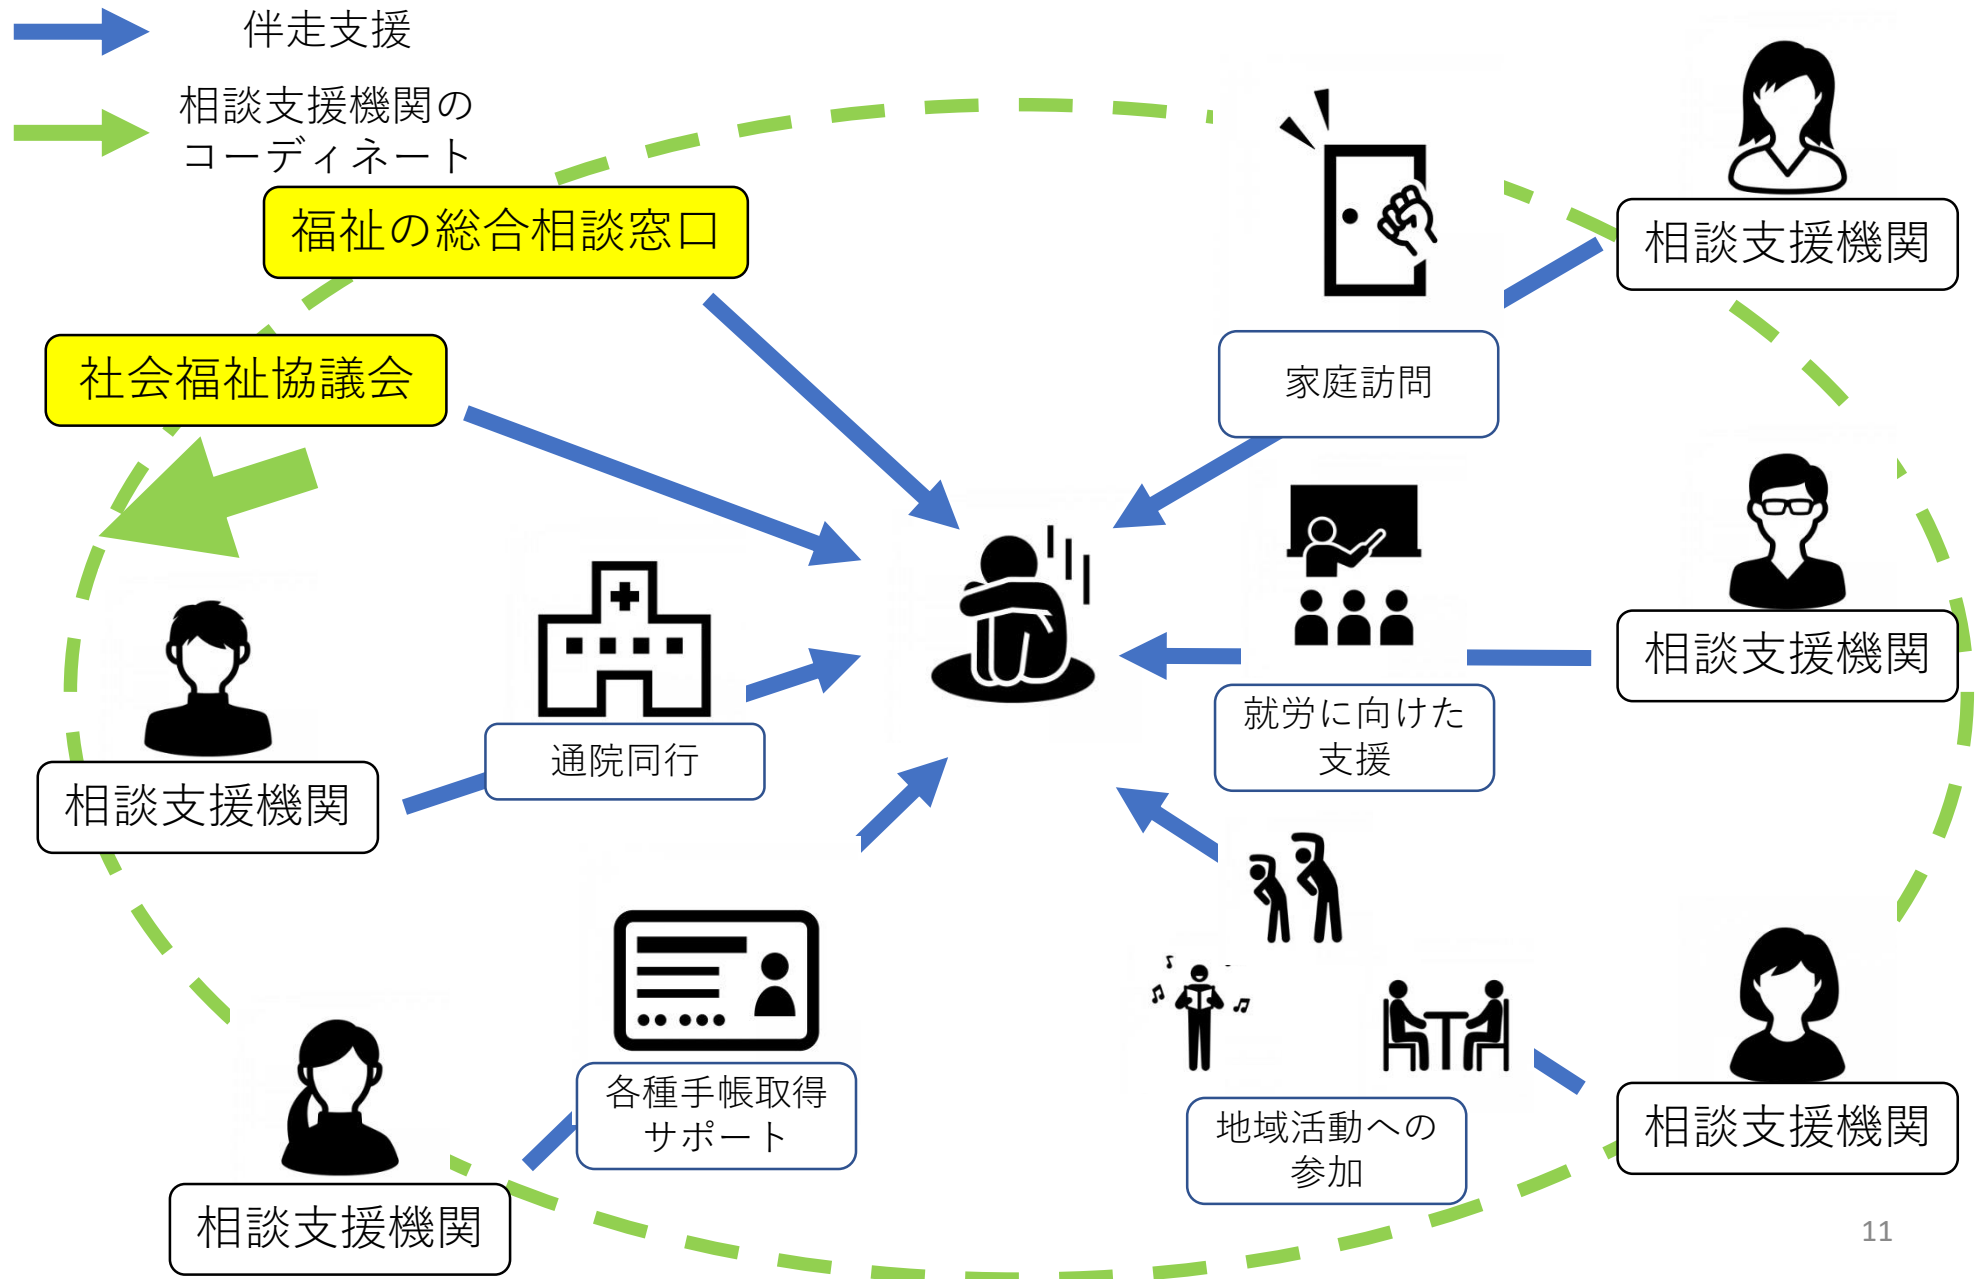 伴走支援
相談支援機関の
コーディネート
福祉の総合相談窓口
社会福祉協議会
相談支援機関
家庭訪問
相談支援機関
就労に向けた
支援
相談支援機関
通院同行
相談支援機関
各種手帳取得
サポート
地域活動への
参加
相談支援機関
11